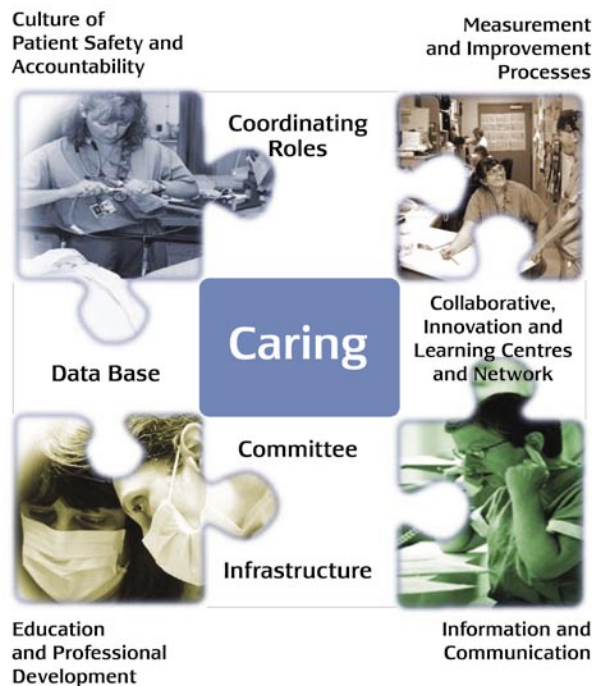 Culture of
Patient Safety and
Accountability
Measurement
and Improvement
Processes
Coordinating
Roles
Caring
Data Base
Collaborative,
Innovation and
Learning Centres
and Network
Committee
Infrastructure
Education
and Professional
Development
Information and
Communication